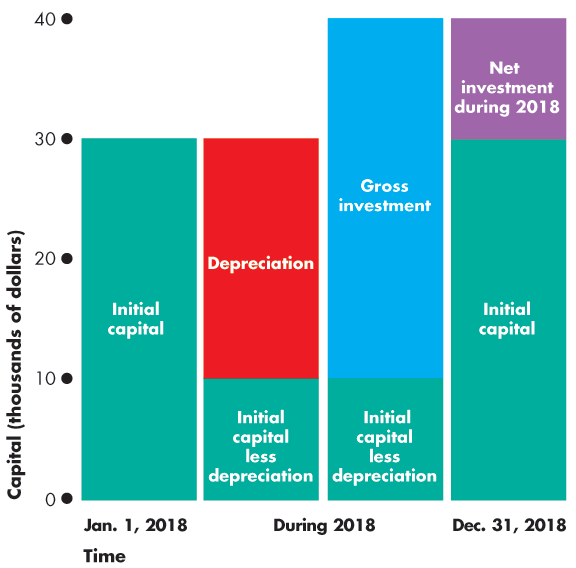 Capital (thousands of dollars)
40
30
20
10
0
Initial
capital
Depreciation
Initial
capital
less
depreciation
Gross
investment
Initial
capital
less
depreciation
Net
investment
during 2018
Initial
capital
Jan. 1, 2018
During 2018
Dec. 31, 2018
Time